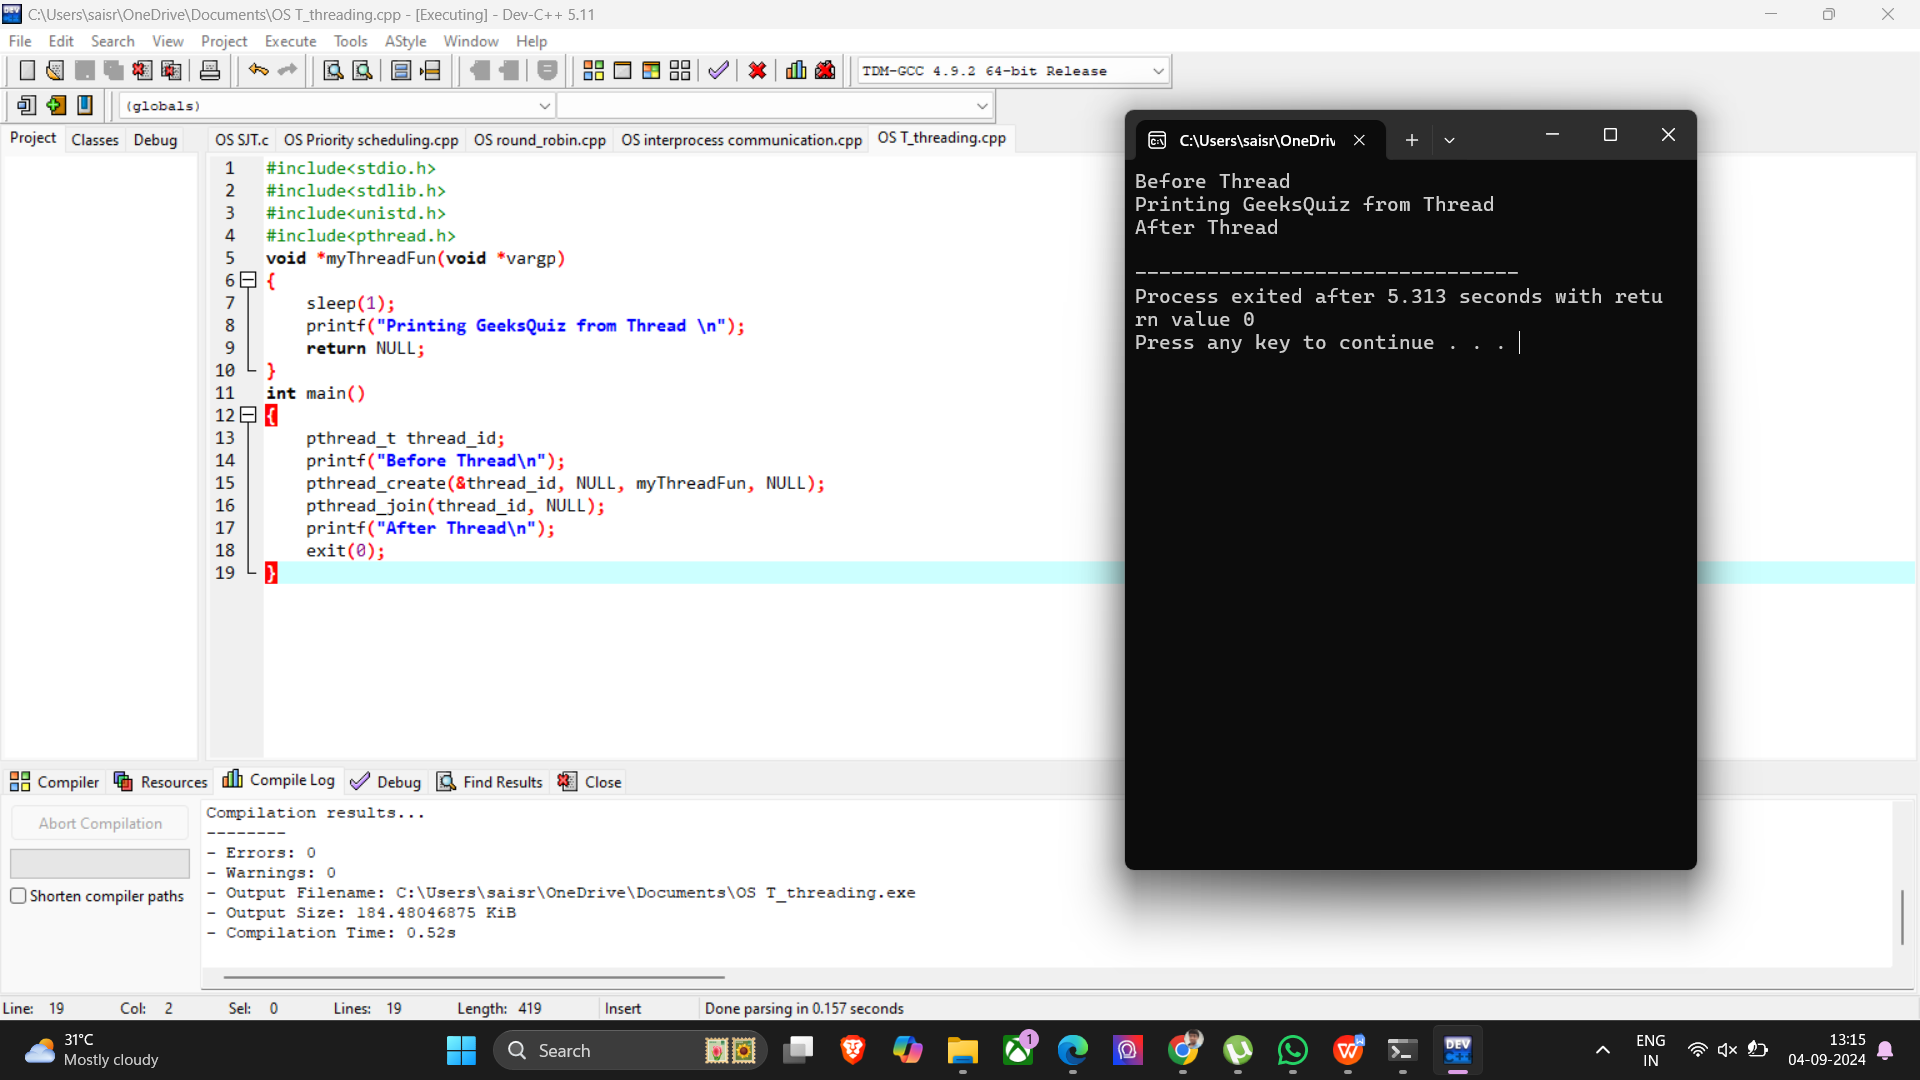 C:\Users\saisr\OneDrive\Documents\OS T_threading.cpp - [Executing] - Dev-C++ 5.11
File Edit Search View Project Execute Tools AStyle Window Help
TDM-GCC 4.9.2 64-bit Release
(globals)
Project Classes Debug
OS SJT.c OS Priority scheduling.cpp OS round_robin.cpp OS interprocess communication.cpp OS T_threading.cpp
1 #include<stdio.h>
2 #include<stdlib.h>
3 #include<unistd.h>
4 #include<pthread.h>
5 void *myThreadFun(void *vargp)
6 {
7 sleep(1);
8 printf("Printing GeeksQuiz from Thread \n");
9 return NULL;
10 }
11 int main()
12 {
13 pthread_t thread_id;
14 printf("Before Thread\n");
15 pthread_create(&thread_id, NULL, myThreadFun, NULL);
16 pthread_join(thread_id, NULL);
17 printf("After Thread\n");
18 exit(0);
19 }
C:\Users\saisr\OneDriv
Before Thread
Printing GeeksQuiz from Thread
After Thread
--------------------------------
Process exited after 5.313 seconds with retu
rn value 0
Press any key to continue . . .
Compiler Resources Compile Log Debug Find Results Close
Abort Compilation
Shorten compiler paths
Compilation results...
--------
- Errors: 0
- Warnings: 0
- Output Filename: C:\Users\saisr\OneDrive\Documents\OS T_threading.exe
- Output Size: 184.48046875 KiB
- Compilation Time: 0.52s
Line: 19 Col: 2 Sel: 0 Lines: 19 Length: 419 Insert Done parsing in 0.157 seconds
31°C
Mostly cloudy
Search
1
DEV
C++
ENG
IN
13:15
04-09-2024